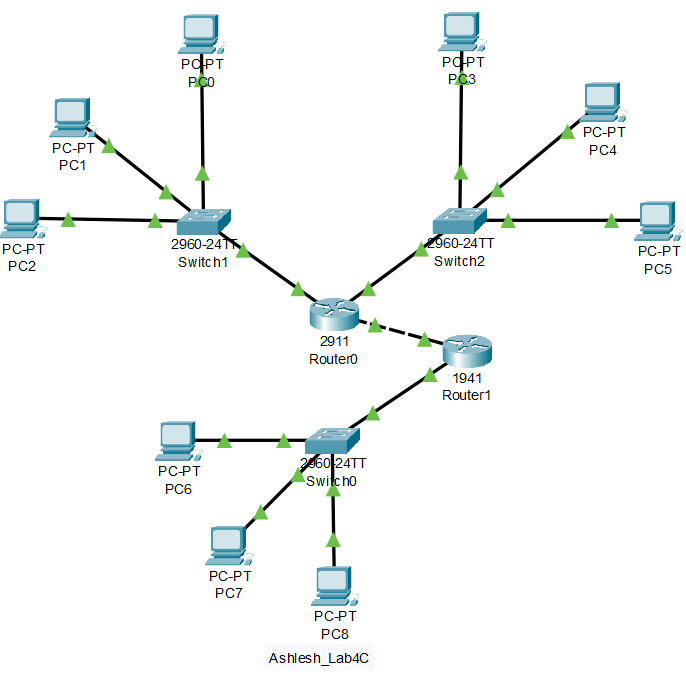 PC-PT
PC0
PC-PT
PC3
PC-PT
PC1
PC-PT
PC4
PC-PT
PC2
2960-24TT
Switch1
2960-24TT
Switch2
PC-PT
PC5
2911
Router0
1941
Router1
2960-24TT
Switch0
PC-PT
PC6
PC-PT
PC7
PC-PT
PC8
Ashlesh_Lab4C